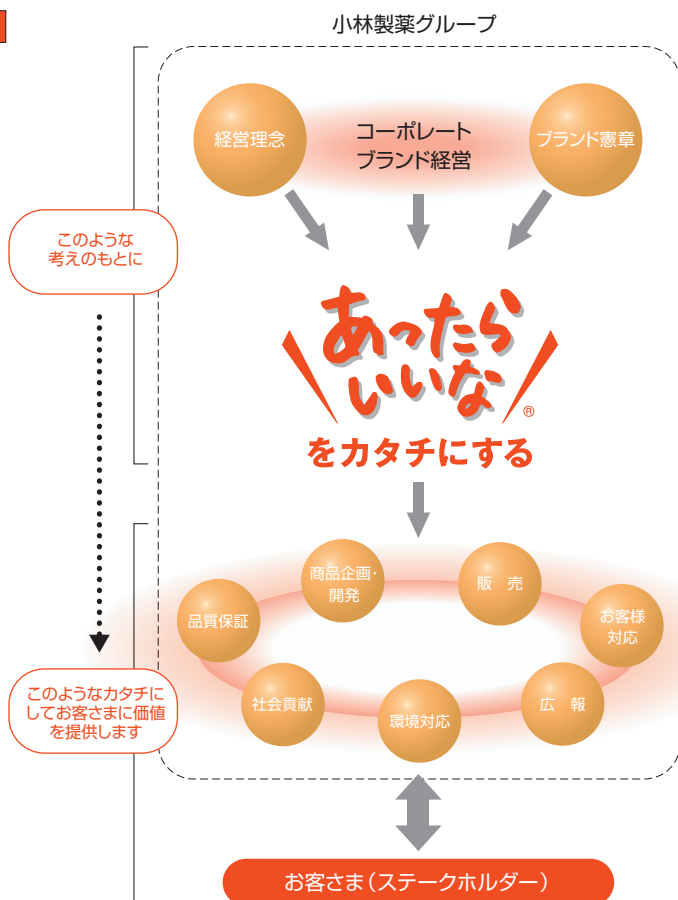 小林製薬グループ
経営理念
コーポレート
ブランド経営
ブランド憲章
このような
考えのもとに
あったら
いいな®
をカタチにする
商品企画・
開発
販 売
品質保証
お客様
対応
社会貢献
環境対応
広 報
このようなカタチに
してお客さまに価値
を提供します
お客さま（ステークホルダー）